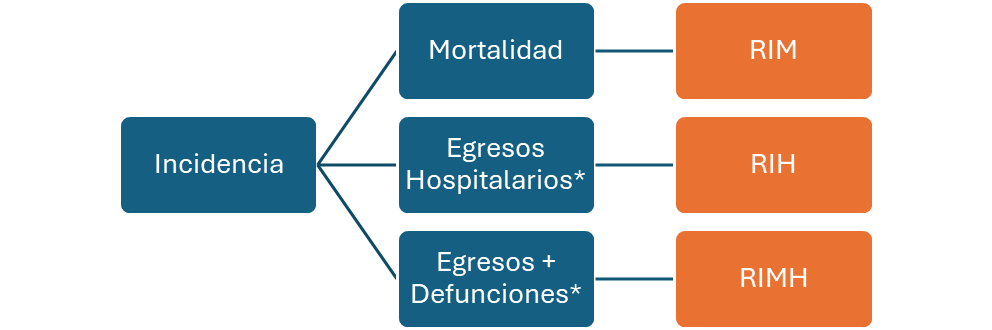 Incidencia
Mortalidad
RIM
Egresos
Hospitalarios*
RIH
Egresos +
Defunciones*
RIMH